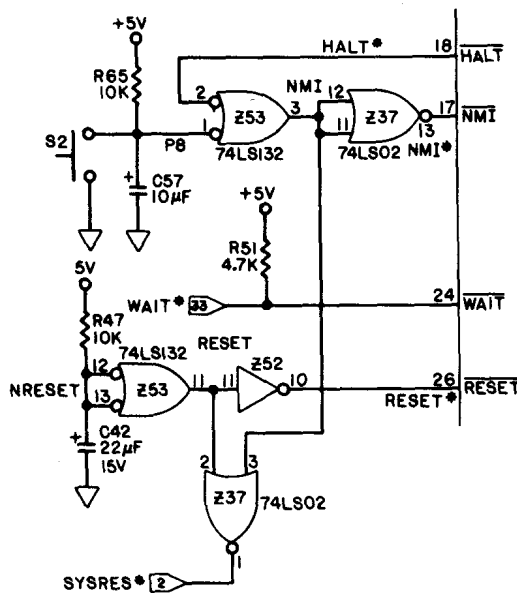 +5V
HALT*
18
HALT
R65
10K
2
NMI
12
3
Z53
Z37
17
NMI
1
11
13
S2
P8
74LS132
74LS02
NMI*
+
C57
10µF
+5V
R51
4.7K
5V
WAIT*
33
24
WAIT
R47
10K
74LS132
RESET
Z52
12
11
11
10
26
RESET
NRESET
Z53
RESET*
13
+
C42
22µF
15V
2
3
Z37
74LS02
1
SYSRES*
2